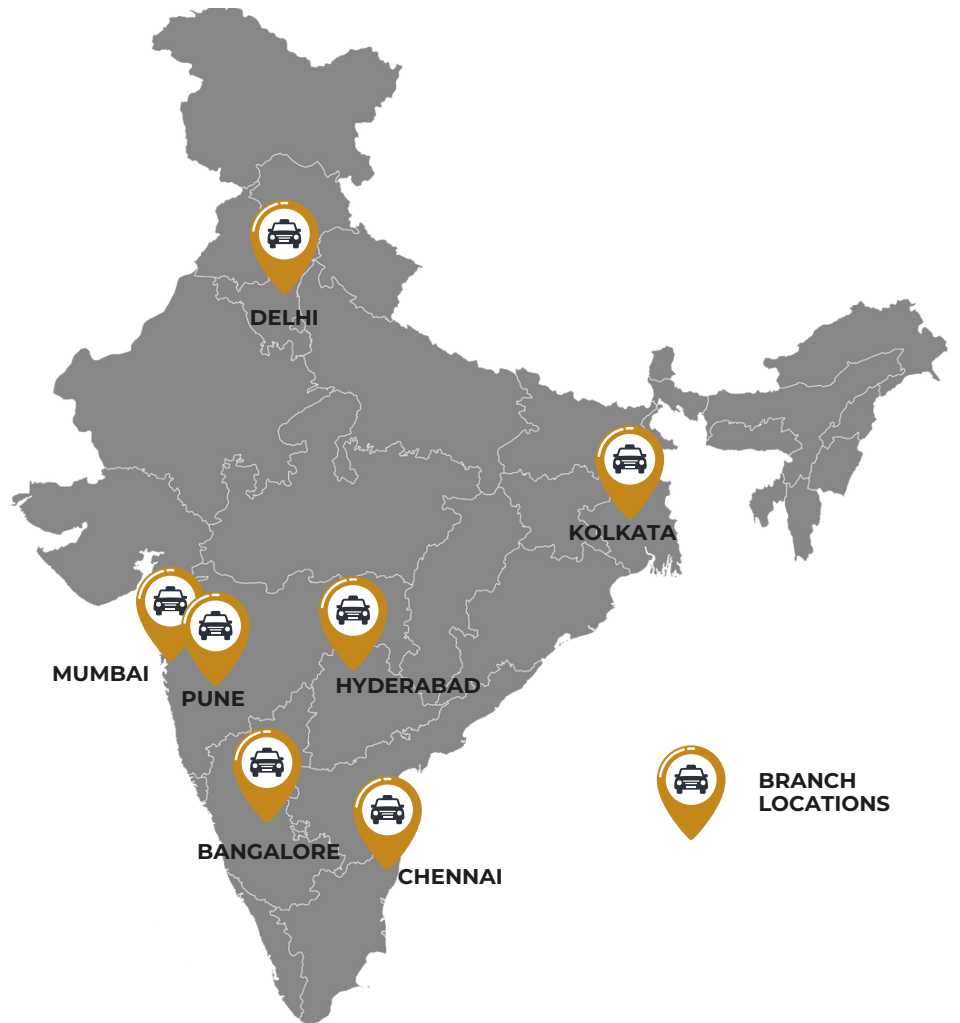 DELHI
KOLKATA
MUMBAI
PUNE
HYDERABAD
BRANCH
LOCATIONS
BANGALORE
CHENNAI